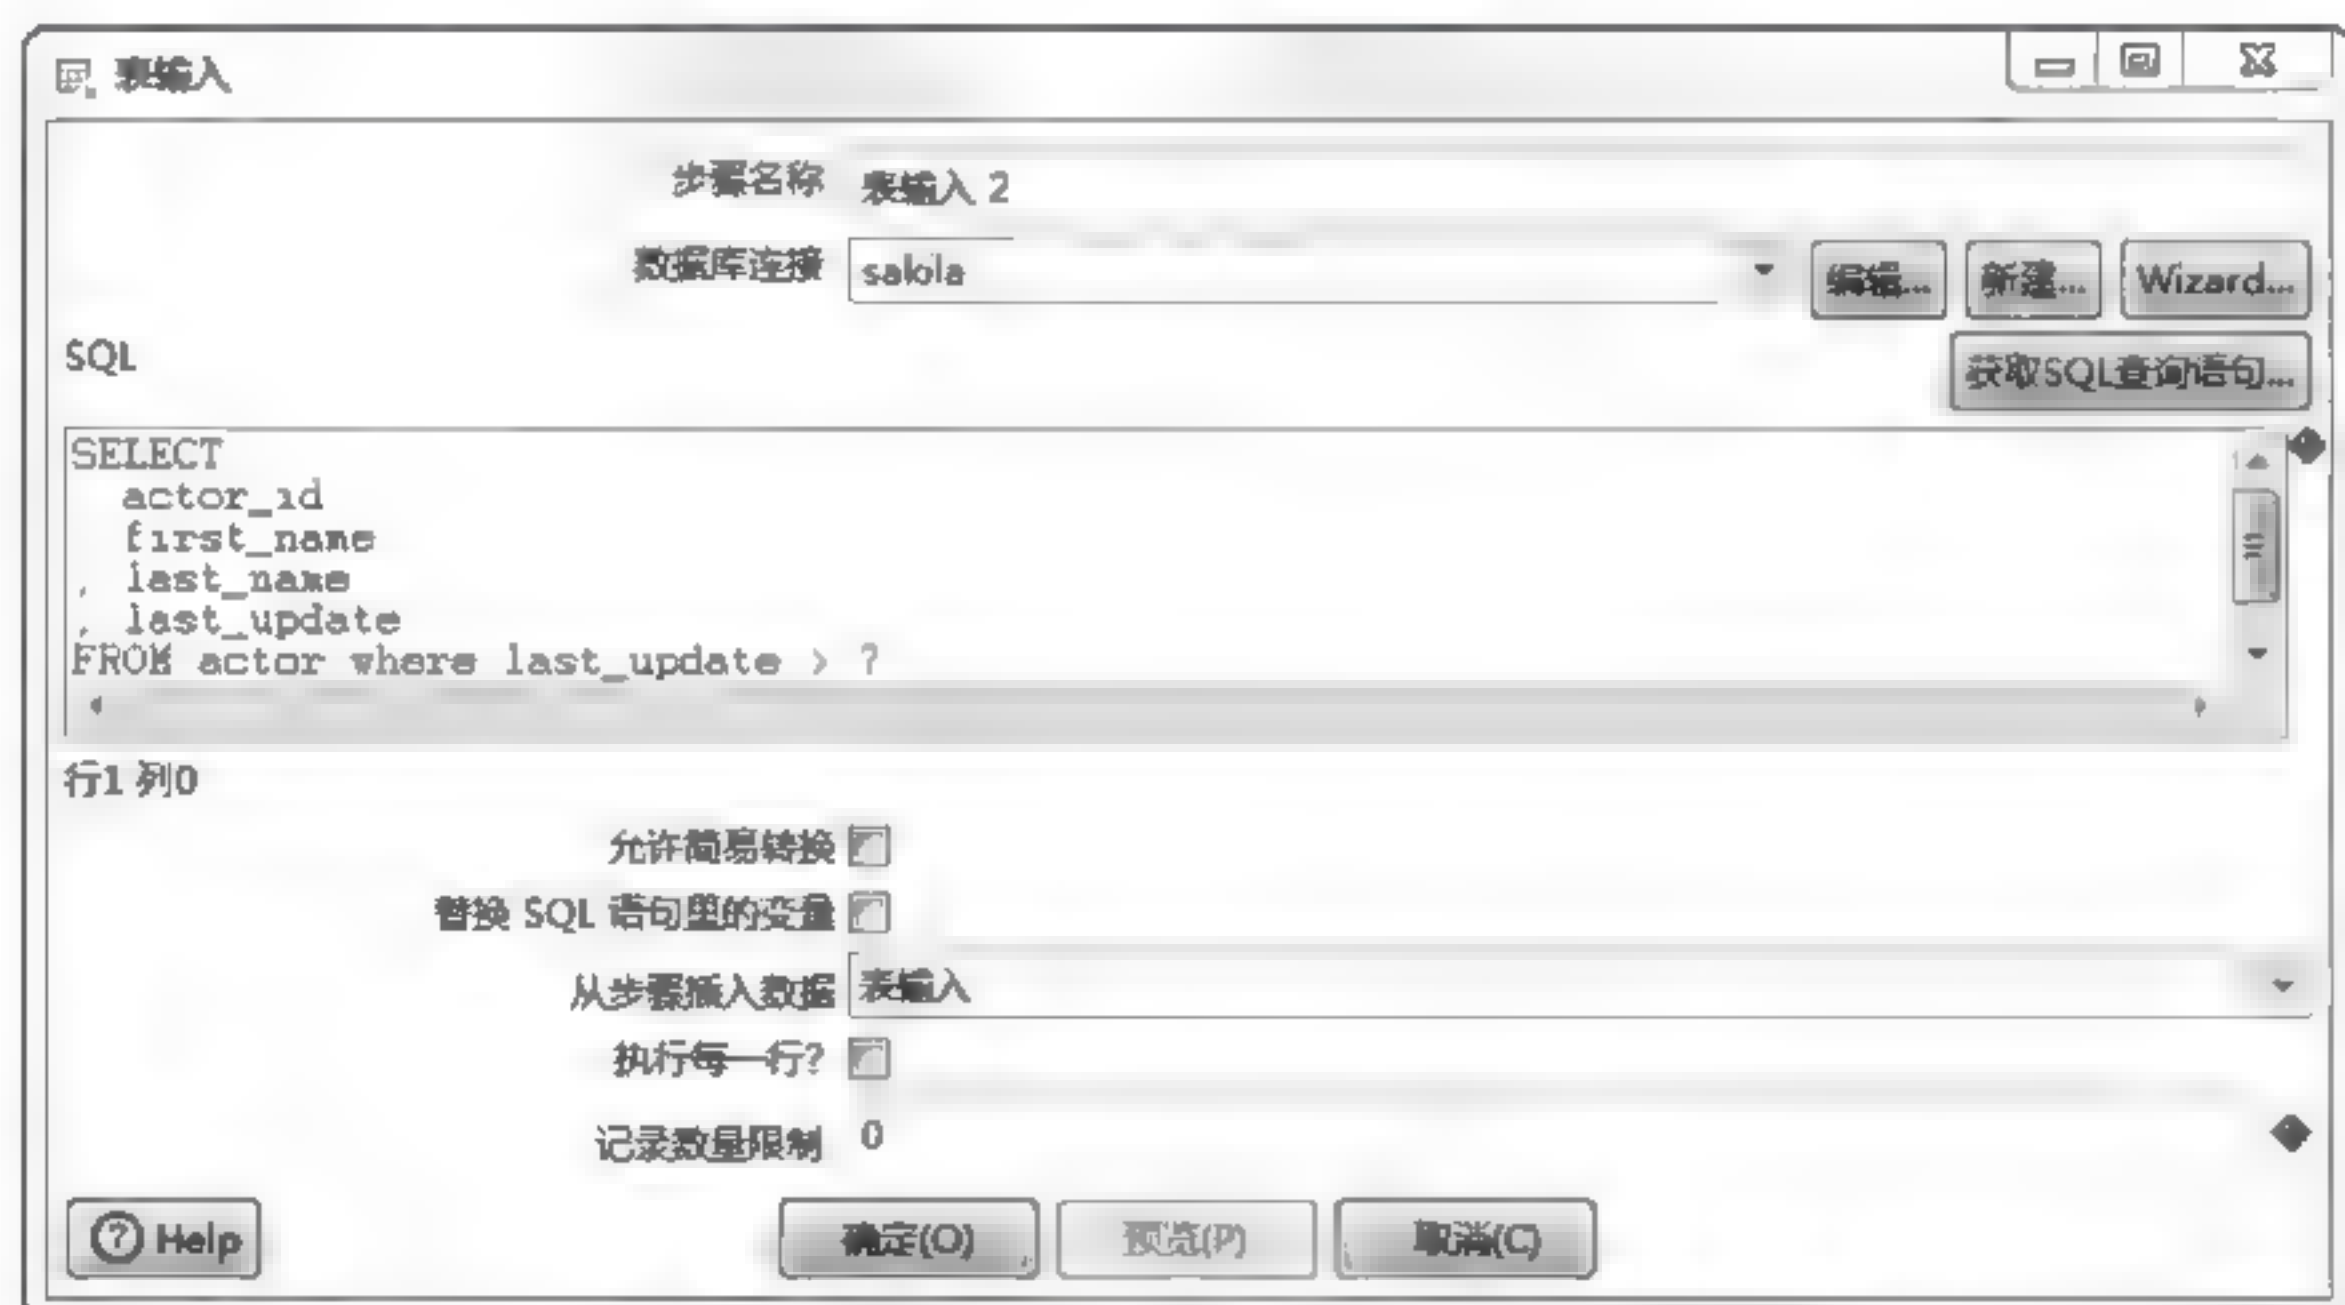 表输入
步骤名称 表输入 2
数据库连接 sakila 编辑... 新建... Wizard...
SQL 获取SQL查询语句...
SELECT
actor_id
first_name
, last_name
, last_update
FROM actor where last_update > ?
行1 列0
允许简易转换
替换 SQL 语句里的变量
从步骤插入数据 表输入
执行每一行?
记录数量限制 0
? Help 确定(O) 预览(P) 取消(C)